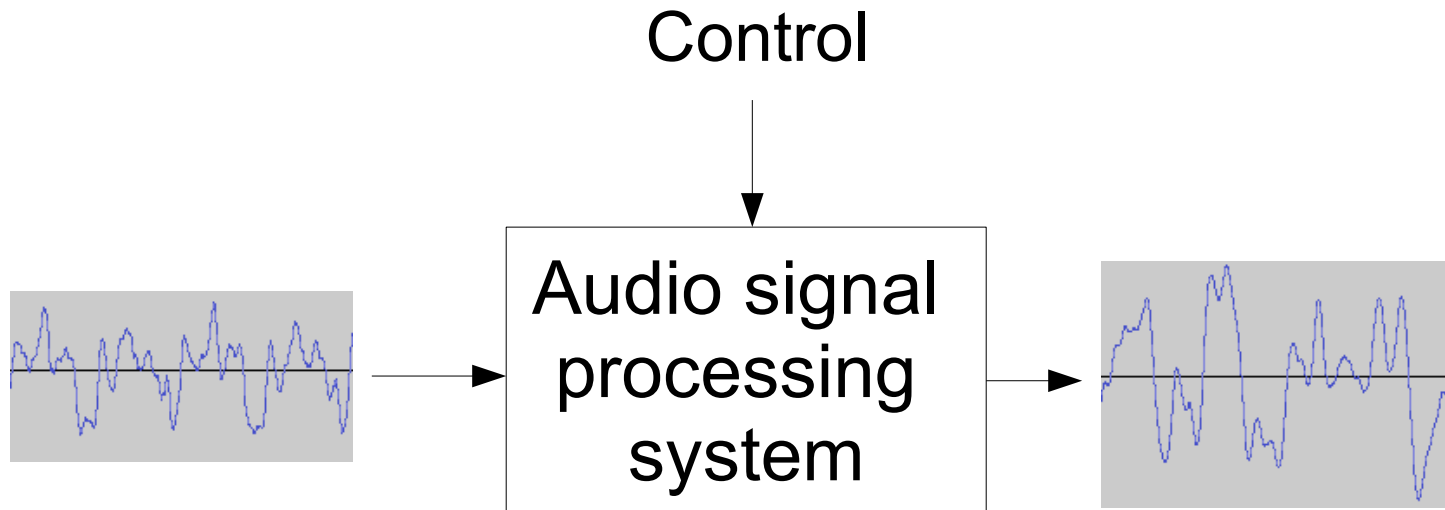 Control
Audio signal
processing
system